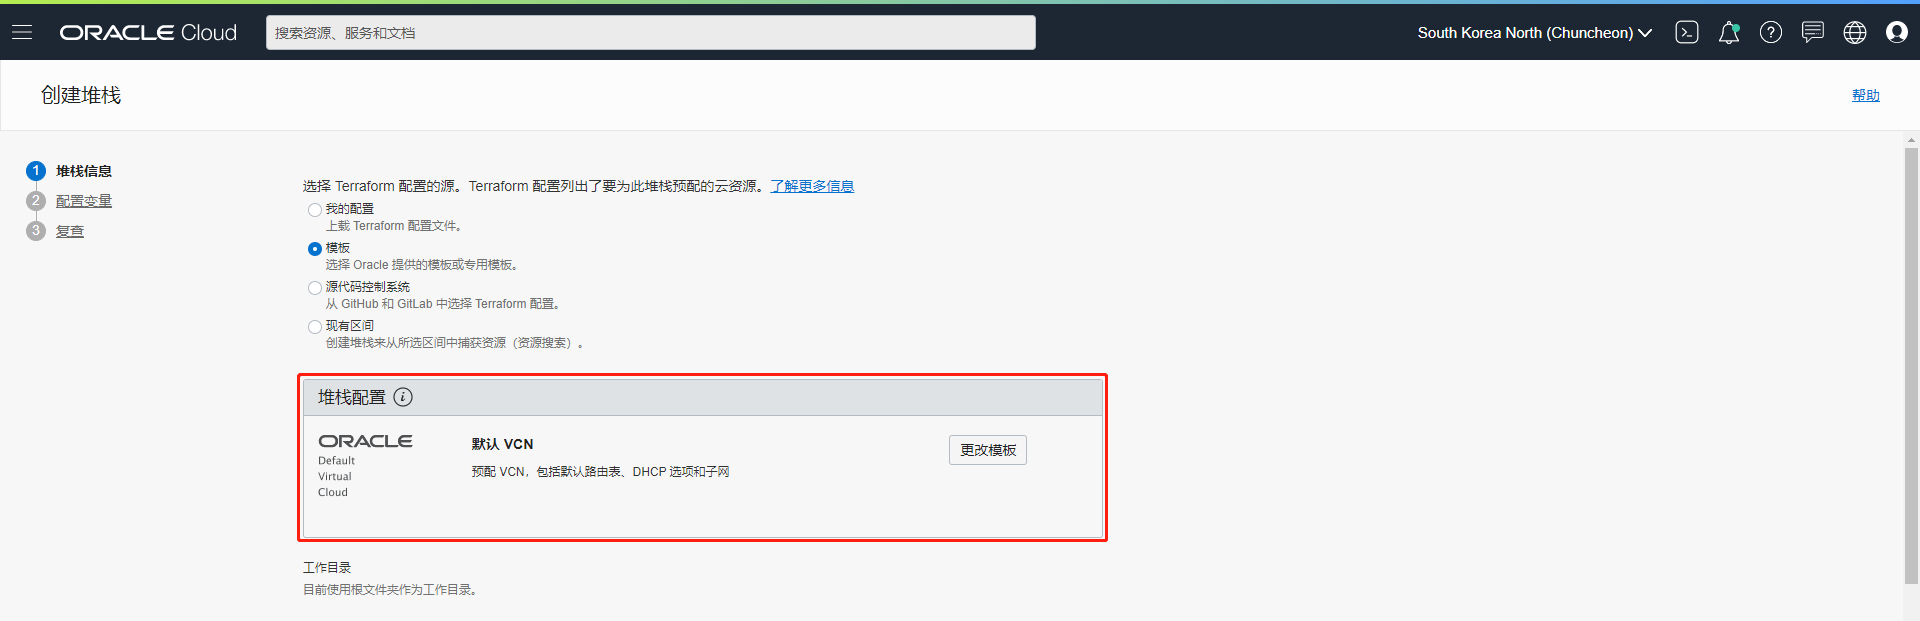 ORACLE Cloud
搜索资源、服务和文档
South Korea North (Chuncheon)
创建堆栈
帮助
1 堆栈信息
2 配置变量
3 复查
选择 Terraform 配置的源。Terraform 配置列出了要为此堆栈预配的云资源。了解更多信息
我的配置
上载 Terraform 配置文件。
模板
选择 Oracle 提供的模板或专用模板。
源代码控制系统
从 GitHub 和 GitLab 中选择 Terraform 配置。
现有区间
创建堆栈来从所选区间中捕获资源（资源搜索）。
堆栈配置 i
ORACLE
Default
Virtual
Cloud
默认 VCN
预配 VCN，包括默认路由表、DHCP 选项和子网
更改模板
工作目录
目前使用根文件夹作为工作目录。